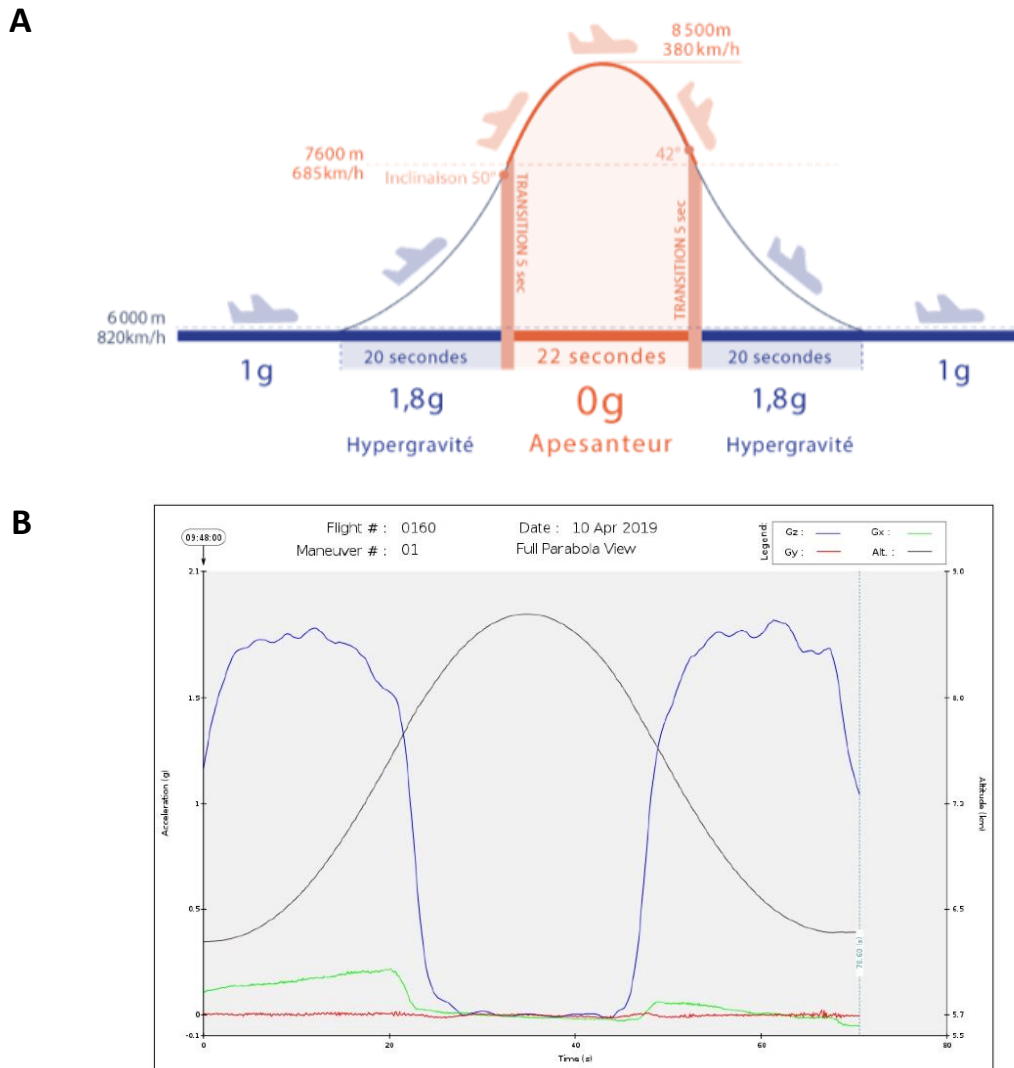 A
8 500m
380 km/h
7600 m
685km/h
Inclinaison 50°
42°
TRANSITION 5 sec
TRANSITION 5 sec
6 000 m
820km/h
20 secondes
22 secondes
20 secondes
1g
1,8g
0g
1,8g
1g
Hypergravité
Apesanteur
Hypergravité
B
09:48:00
Flight # : 0160
Date : 10 Apr 2019
Maneuver # : 01
Full Parabola View
Legend:
Gz :
Gx :
Gy :
Alt. :
2.1
1.5
1
0.5
0
-0.1
Acceleration (g)
9.0
8.0
7.2
6.5
5.7
5.5
Altitude (km)
70.60 (s)
0
20
40
60
80
Time (s)